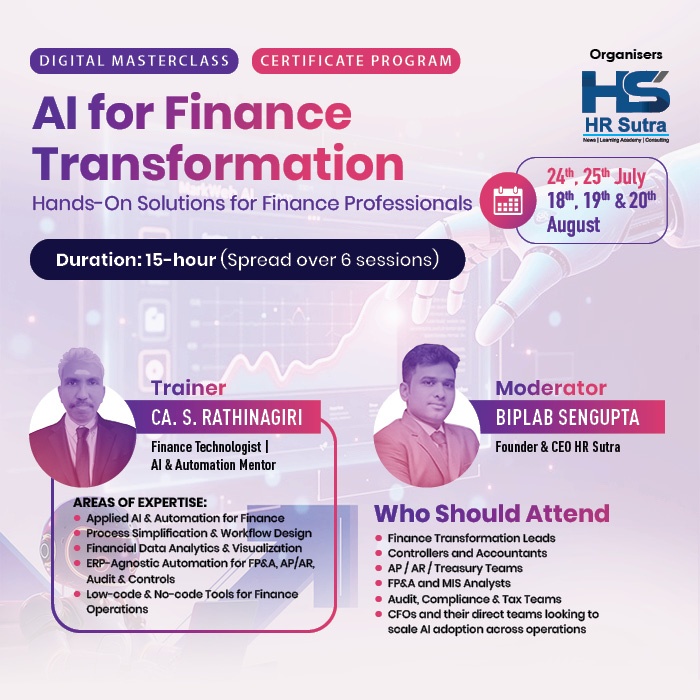 DIGITAL MASTERCLASS
CERTIFICATE PROGRAM
Organisers
HS
HR Sutra
News | Learning Academy | Consulting
AI for Finance
Transformation
Hands-On Solutions for Finance Professionals
24th, 25th July
18th, 19th & 20th
August
Duration: 15-hour (Spread over 6 sessions)
Trainer
CA. S. RATHINAGIRI
Finance Technologist |
AI & Automation Mentor
AREAS OF EXPERTISE:
Applied AI & Automation for Finance
Process Simplification & Workflow Design
Financial Data Analytics & Visualization
ERP-Agnostic Automation for FP&A, AP/AR,
Audit & Controls
Low-code & No-code Tools for Finance
Operations
Moderator
BIPLAB SENGUPTA
Founder & CEO HR Sutra
Who Should Attend
Finance Transformation Leads
Controllers and Accountants
AP / AR / Treasury Teams
FP&A and MIS Analysts
Audit, Compliance & Tax Teams
CFOs and their direct teams looking to
scale AI adoption across operations